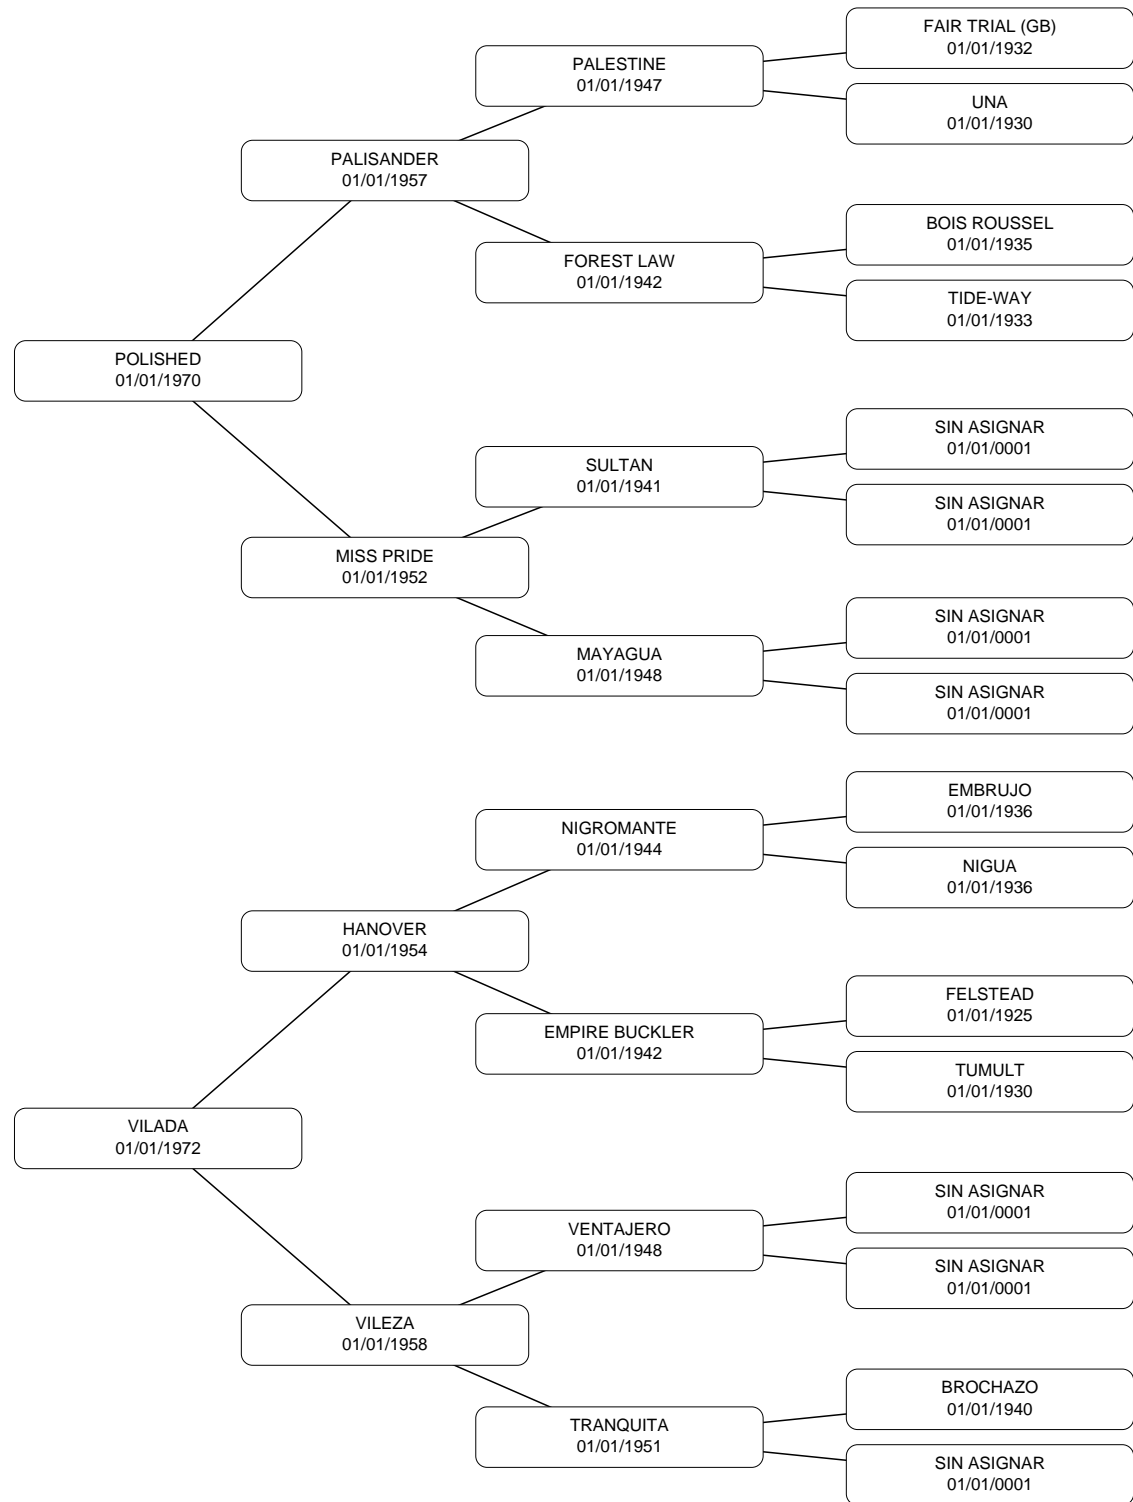 FAIR TRIAL (GB)
01/01/1932
PALESTINE
01/01/1947
UNA
01/01/1930
PALISANDER
01/01/1957
BOIS ROUSSEL
01/01/1935
FOREST LAW
01/01/1942
TIDE-WAY
01/01/1933
POLISHED
01/01/1970
SIN ASIGNAR
01/01/0001
SULTAN
01/01/1941
SIN ASIGNAR
01/01/0001
MISS PRIDE
01/01/1952
SIN ASIGNAR
01/01/0001
MAYAGUA
01/01/1948
SIN ASIGNAR
01/01/0001
EMBRUJO
01/01/1936
NIGROMANTE
01/01/1944
NIGUA
01/01/1936
HANOVER
01/01/1954
FELSTEAD
01/01/1925
EMPIRE BUCKLER
01/01/1942
TUMULT
01/01/1930
VILADA
01/01/1972
SIN ASIGNAR
01/01/0001
VENTAJERO
01/01/1948
SIN ASIGNAR
01/01/0001
VILEZA
01/01/1958
BROCHAZO
01/01/1940
TRANQUITA
01/01/1951
SIN ASIGNAR
01/01/0001